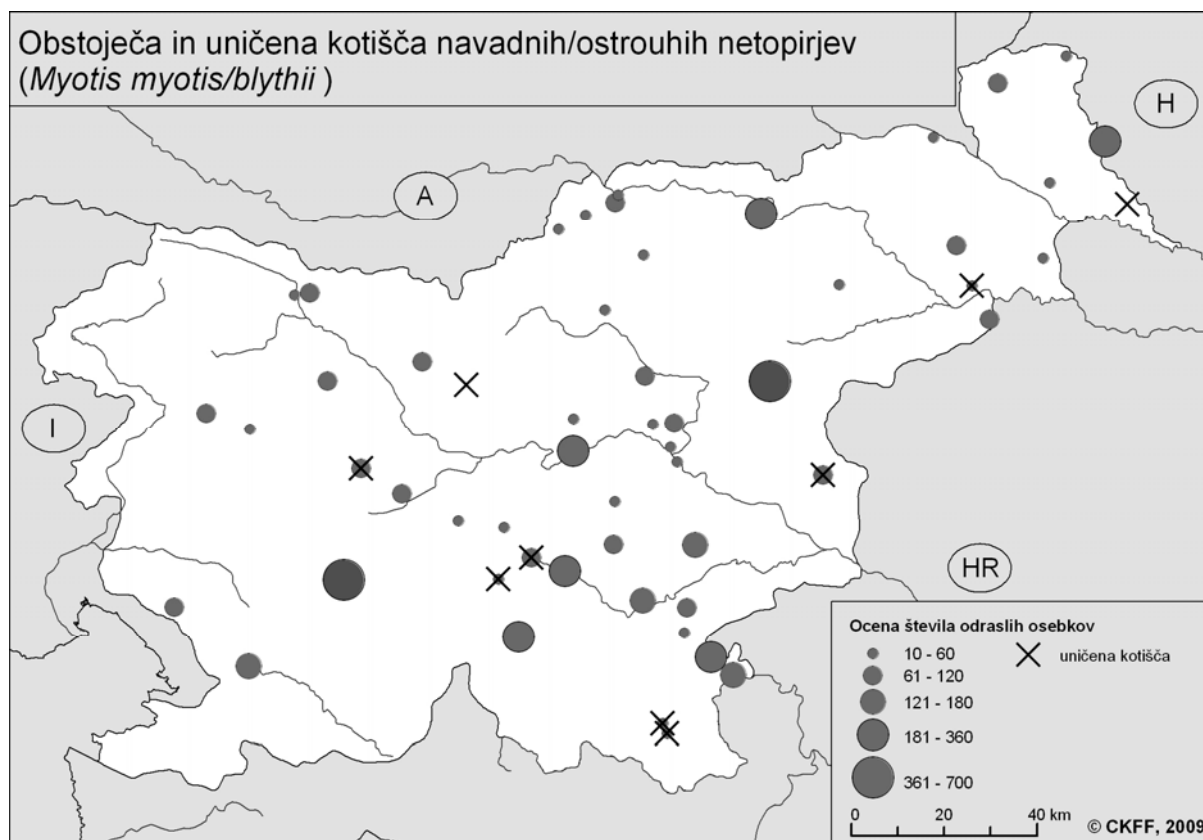 Obstoječa in uničena kotišča navadnih/ostrouhih netopirjev
(Myotis myotis/blythii )
H
A
I
HR
Ocena števila odraslih osebkov
10 - 60
uničena kotišča
61 - 120
121 - 180
181 - 360
361 - 700
0 20 40 km
© CKFF, 2009